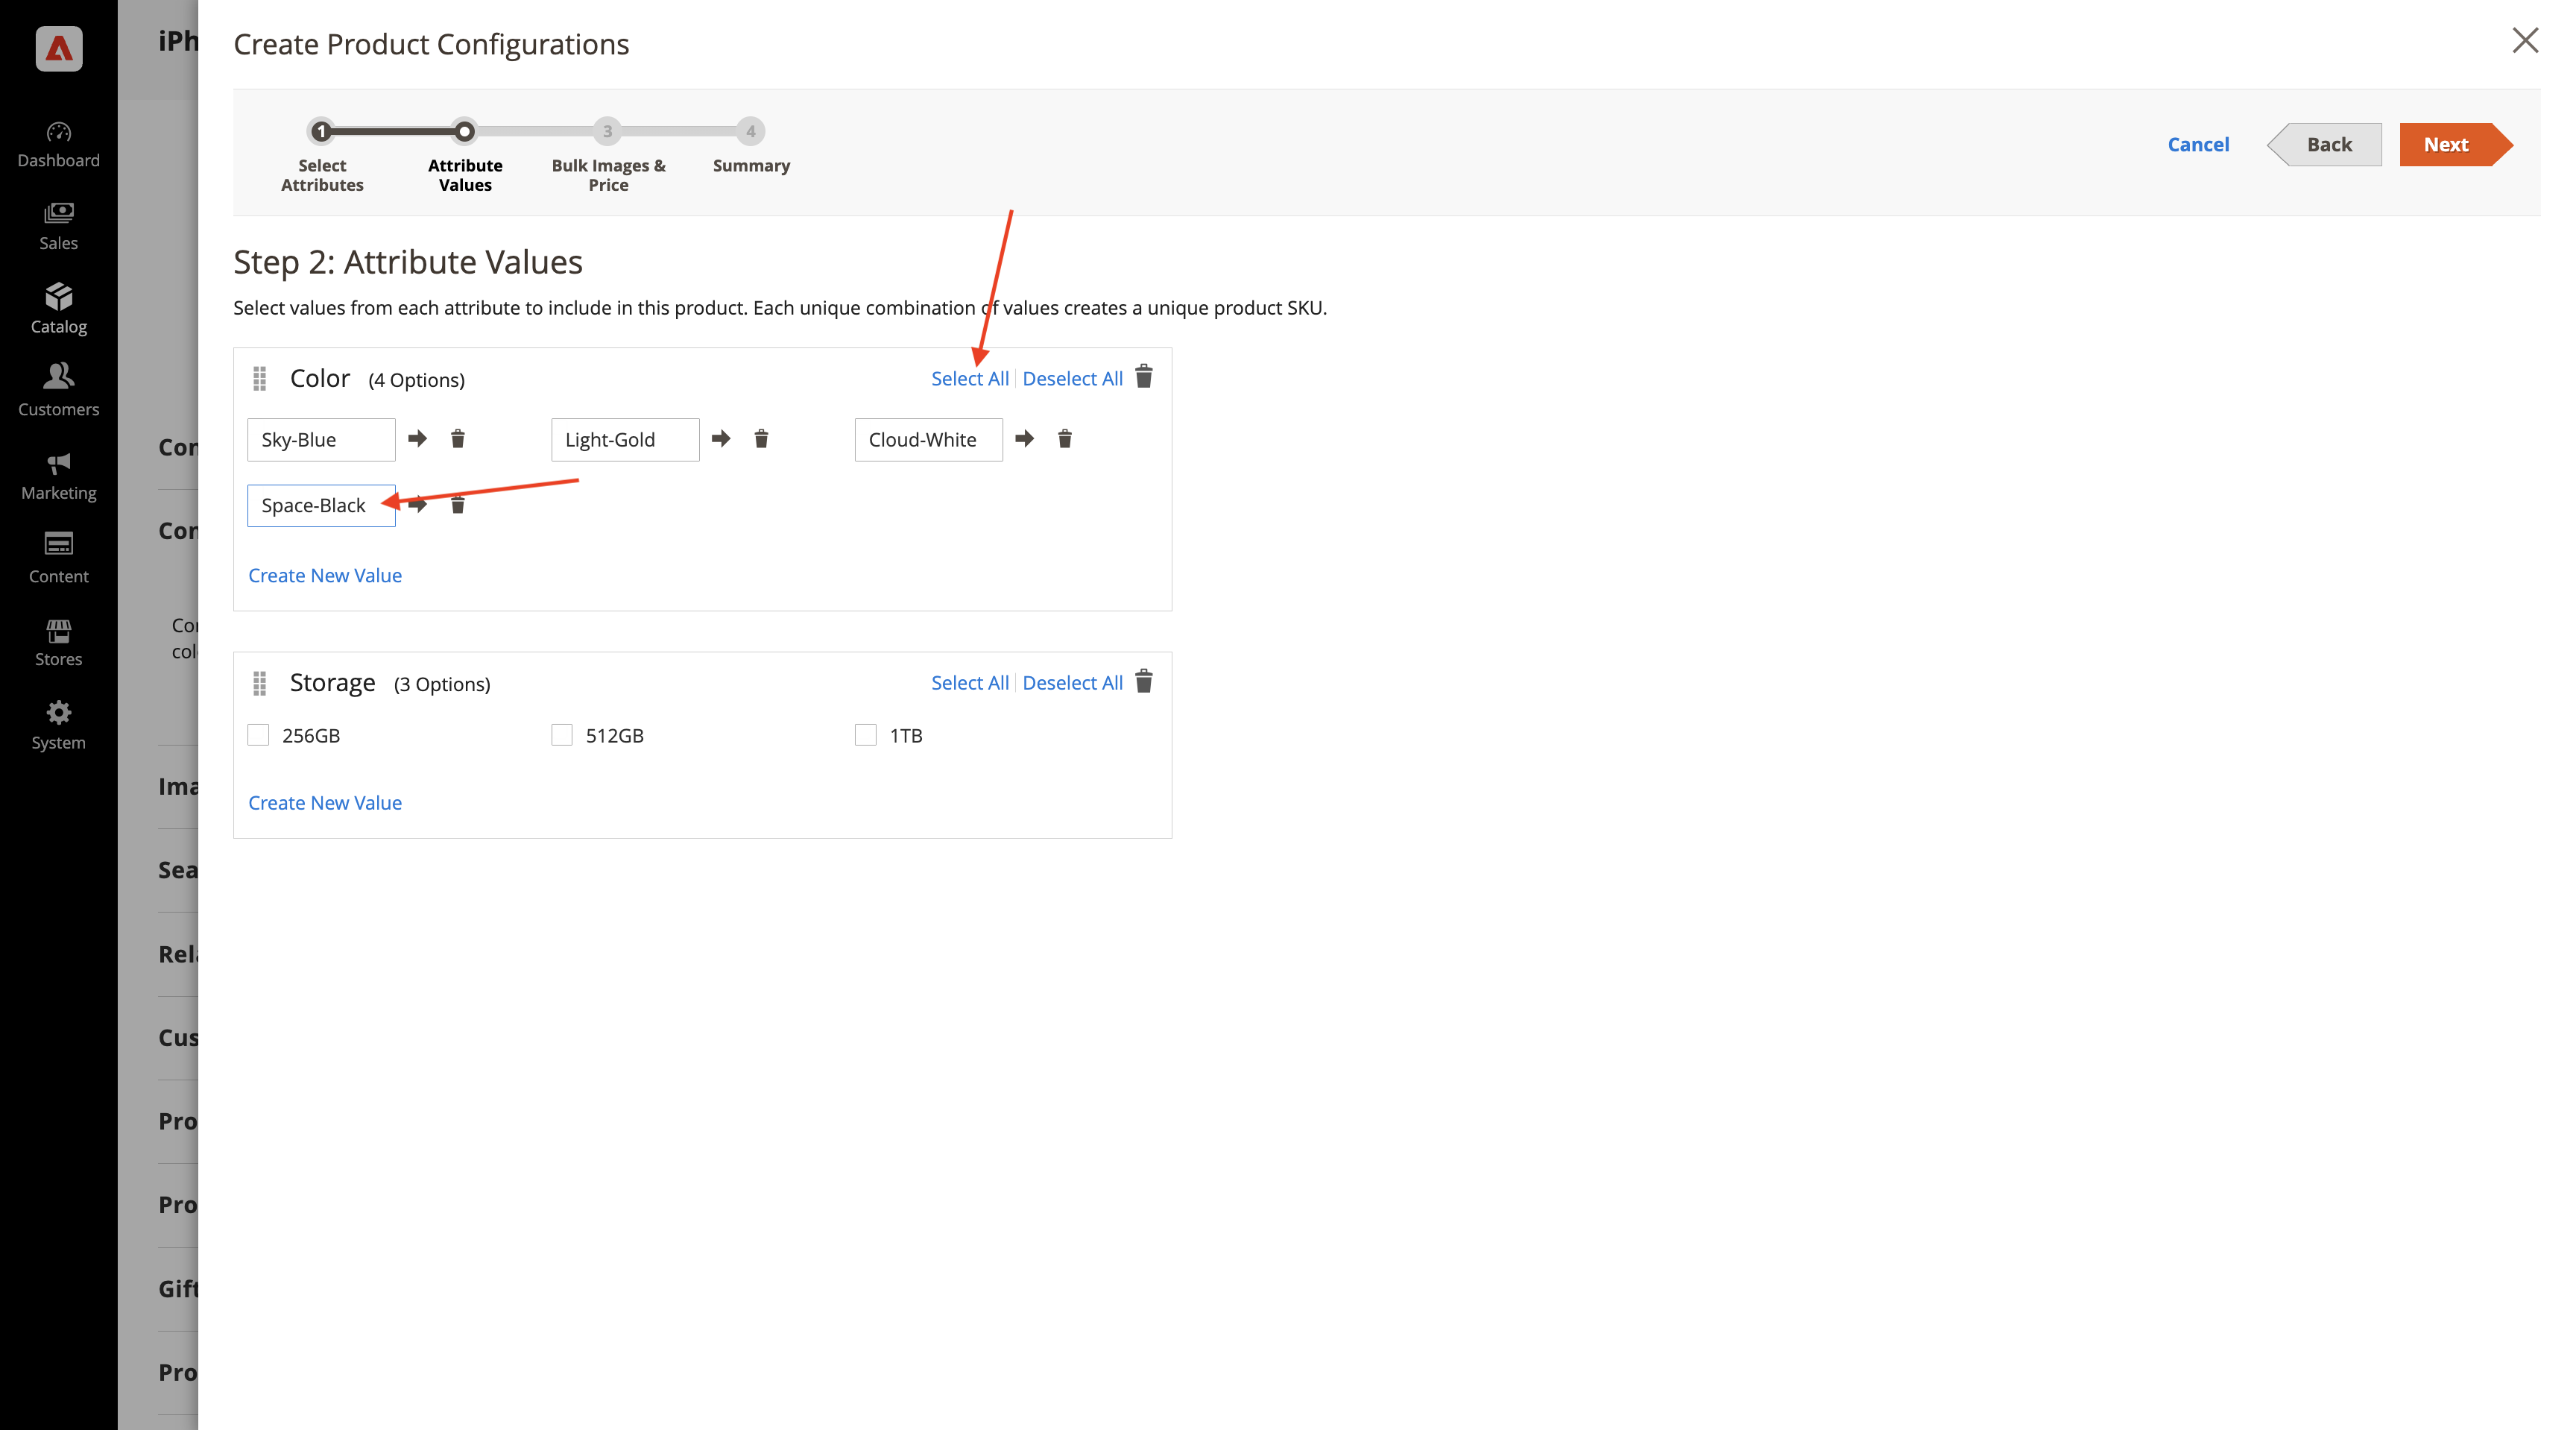 iPh
Create Product Configurations
1
3
4
Select
Attributes
Attribute
Values
Bulk Images &
Price
Summary
Cancel
Back
Next
Dashboard
Sales
Catalog
Customers
Marketing
Content
Stores
System
Step 2: Attribute Values
Select values from each attribute to include in this product. Each unique combination of values creates a unique product SKU.
Color (4 Options)
Select All
Deselect All
Sky-Blue
Light-Gold
Cloud-White
Space-Black
Create New Value
Storage (3 Options)
Select All
Deselect All
256GB
512GB
1TB
Create New Value
Con
Con
Con
col
Ima
Sea
Rel
Cus
Pro
Pro
Gift
Pro